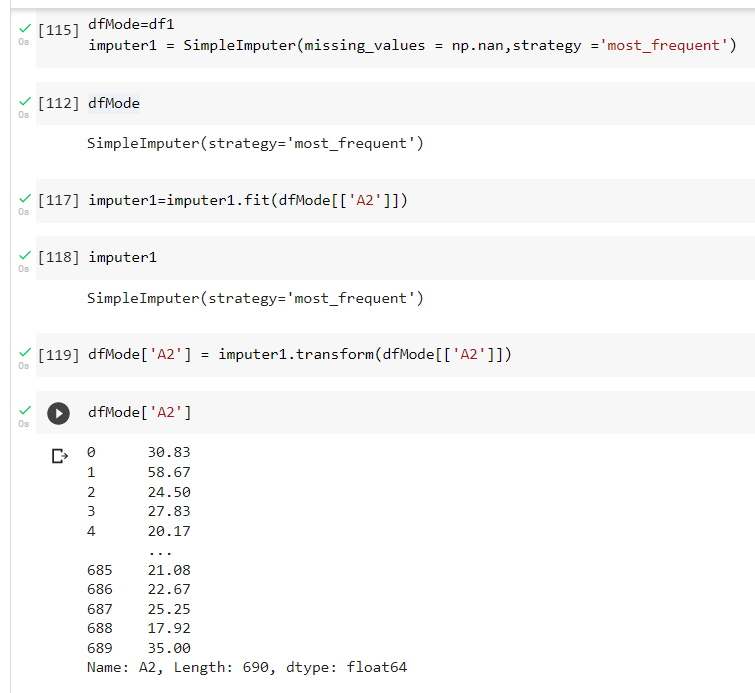 [115] dfMode=df1
imputer1 = SimpleImputer(missing_values = np.nan,strategy ='most_frequent')
0s
[112] dfMode
0s
SimpleImputer(strategy='most_frequent')
[117] imputer1=imputer1.fit(dfMode[['A2']])
0s
[118] imputer1
0s
SimpleImputer(strategy='most_frequent')
[119] dfMode['A2'] = imputer1.transform(dfMode[['A2']])
0s
dfMode['A2']
0s
0 30.83
1 58.67
2 24.50
3 27.83
4 20.17
...
685 21.08
686 22.67
687 25.25
688 17.92
689 35.00
Name: A2, Length: 690, dtype: float64